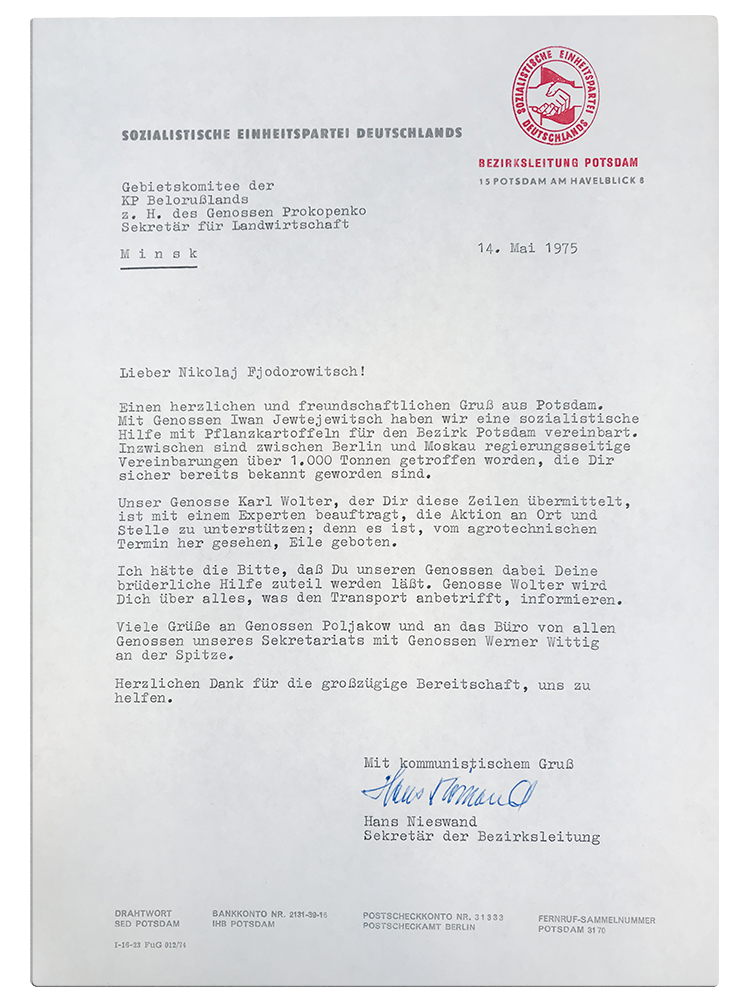 SOZIALISTISCHE EINHEITSPARTEI DEUTSCHLANDS
SOZIALISTISCHE EINHEITSPARTEI DEUTSCHLANDS
BEZIRKSLEITUNG POTSDAM
15 POTSDAM AM HAVELBLICK 8
Gebietskomitee der
KP Belorußlands
z. H. des Genossen Prokopenko
Sekretär für Landwirtschaft
M i n s k
14. Mai 1975
Lieber Nikolaj Fjodorowitsch!
Einen herzlichen und freundschaftlichen Gruß aus Potsdam.
Mit Genossen Iwan Jewtejewitsch haben wir eine sozialistische
Hilfe mit Pflanzkartoffeln für den Bezirk Potsdam vereinbart.
Inzwischen sind zwischen Berlin und Moskau regierungsseitige
Vereinbarungen über 1.000 Tonnen getroffen worden, die Dir
sicher bereits bekannt geworden sind.
Unser Genosse Karl Wolter, der Dir diese Zeilen übermittelt,
ist mit einem Experten beauftragt, die Aktion an Ort und
Stelle zu unterstützen; denn es ist, vom agrotechnischen
Termin her gesehen, Eile geboten.
Ich hätte die Bitte, daß Du unseren Genossen dabei Deine
brüderliche Hilfe zuteil werden läßt. Genosse Wolter wird
Dich über alles, was den Transport anbetrifft, informieren.
Viele Grüße an Genossen Poljakow und an das Büro von allen
Genossen unseres Sekretariats mit Genossen Werner Wittig
an der Spitze.
Herzlichen Dank für die großzügige Bereitschaft, uns zu
helfen.
Mit kommunistischem Gruß
Hans Nieswand
Sekretär der Bezirksleitung
DRAHTWORT
SED POTSDAM
BANKKONTO NR. 2131-30-16
IHB POTSDAM
POSTSCHECKKONTO NR. 31333
POSTSCHECKAMT BERLIN
FERNRUF-SAMMELNUMMER
POTSDAM 3170
I-16-23 FuG 012/74